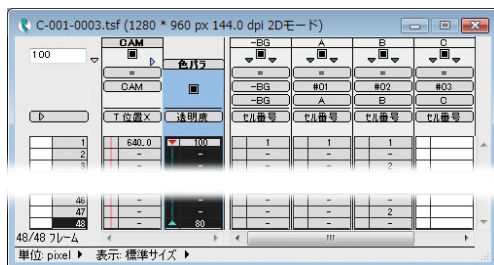 C-001-0003.tsf (1280 * 960 px 144.0 dpi 2Dモード)
CAM -BG A B C
100
色パラ
= = = = =
CAM -BG #01 #02 #03
-BG A B C
T 位置X 透明度 セル番号 セル番号 セル番号 セル番号
1 640.0 100 1 1 1
2 - - - - -
3 - - - - 2
46 - - - - -
47 - - - - 2
48 - 80 - - -
48/48 フレーム
単位: pixel 表示: 標準サイズ